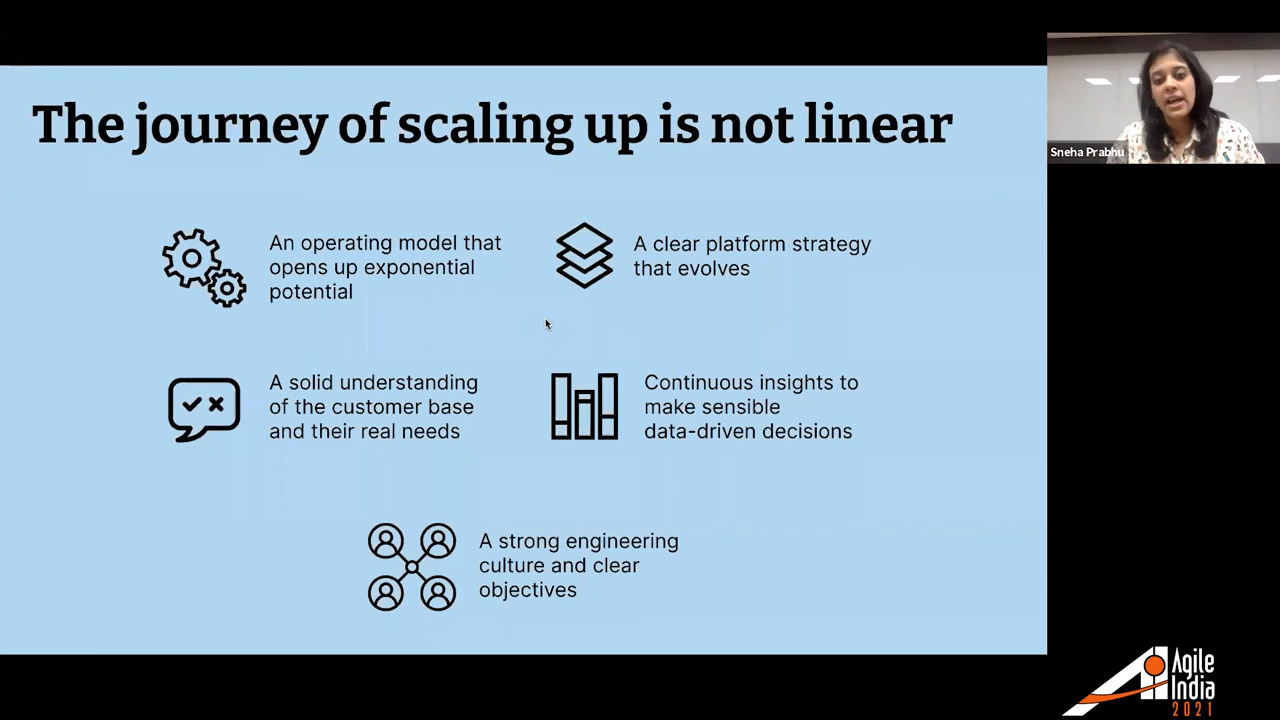 The journey of scaling up is not linear
Sneha Prabhu
An operating model that
opens up exponential
potential
A clear platform strategy
that evolves
A solid understanding
of the customer base
and their real needs
Continuous insights to
make sensible
data-driven decisions
A strong engineering
culture and clear
objectives
Agile
India
2021